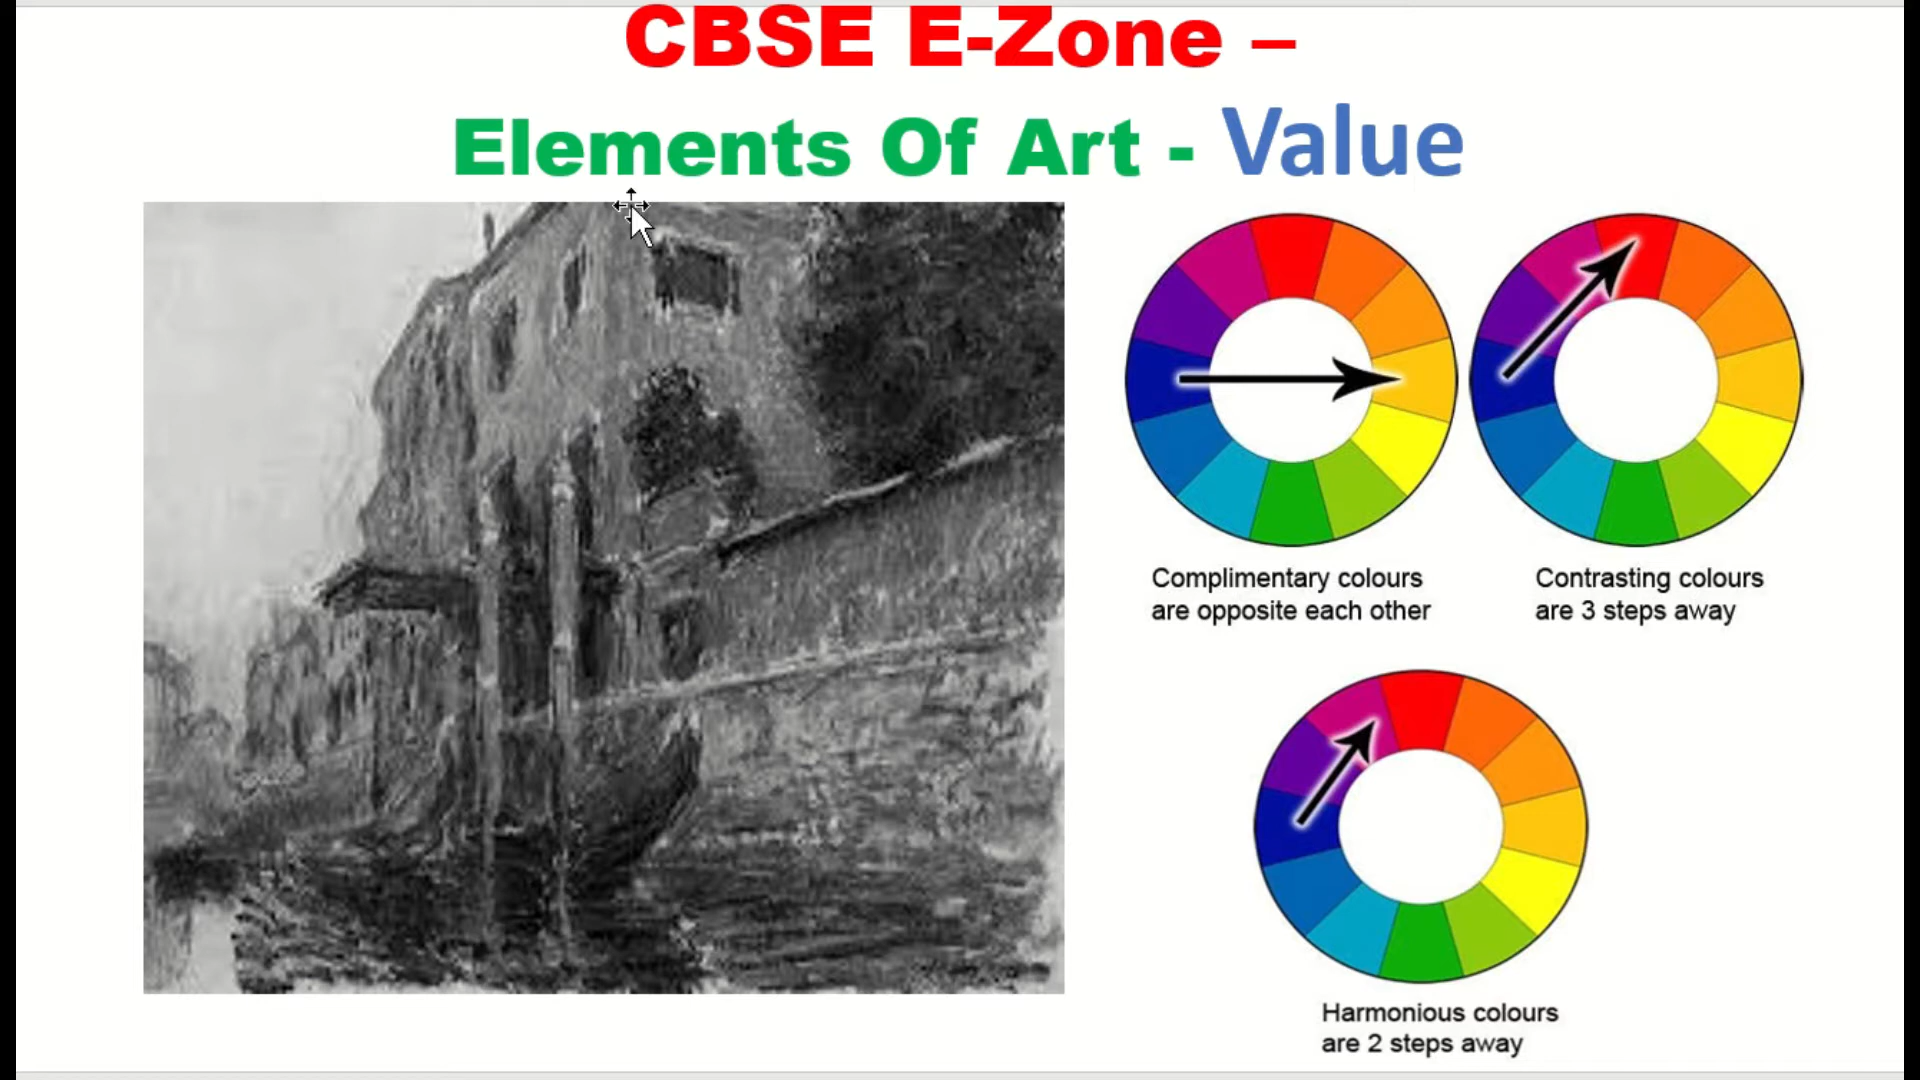 CBSE E-Zone –
Elements Of Art - Value
Complimentary colours
are opposite each other
Contrasting colours
are 3 steps away
Harmonious colours
are 2 steps away